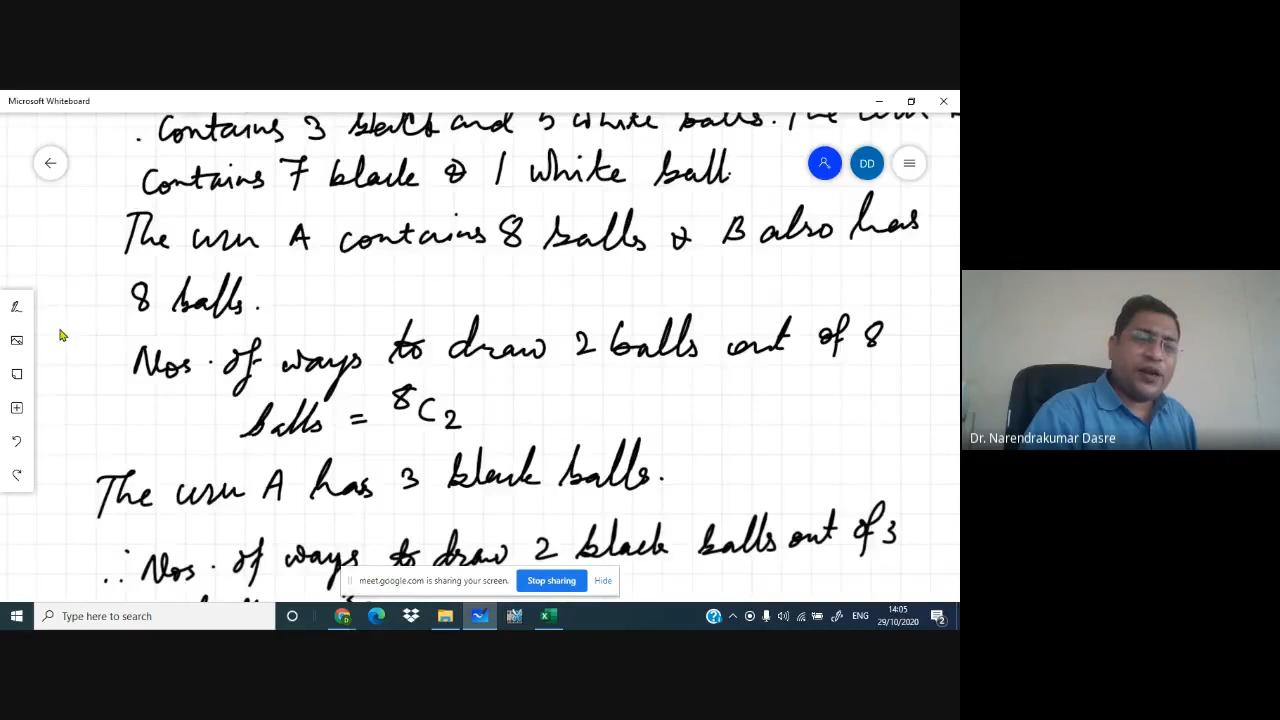 Microsoft Whiteboard
. Contains 3 black and 5 white balls. The urn
Contains 7 black & 1 white ball.
DD
The urn A contains 8 balls & B also has
8 balls.
Nos. of ways to draw 2 balls out of 8
balls = ⁸C₂
The urn A has 3 black balls.
∴ Nos. of ways to draw 2 black balls out of 3
meet.google.com is sharing your screen.
Stop sharing
Hide
Dr. Narendrakumar Dasre
Type here to search
ENG
14:05
29/10/2020
2